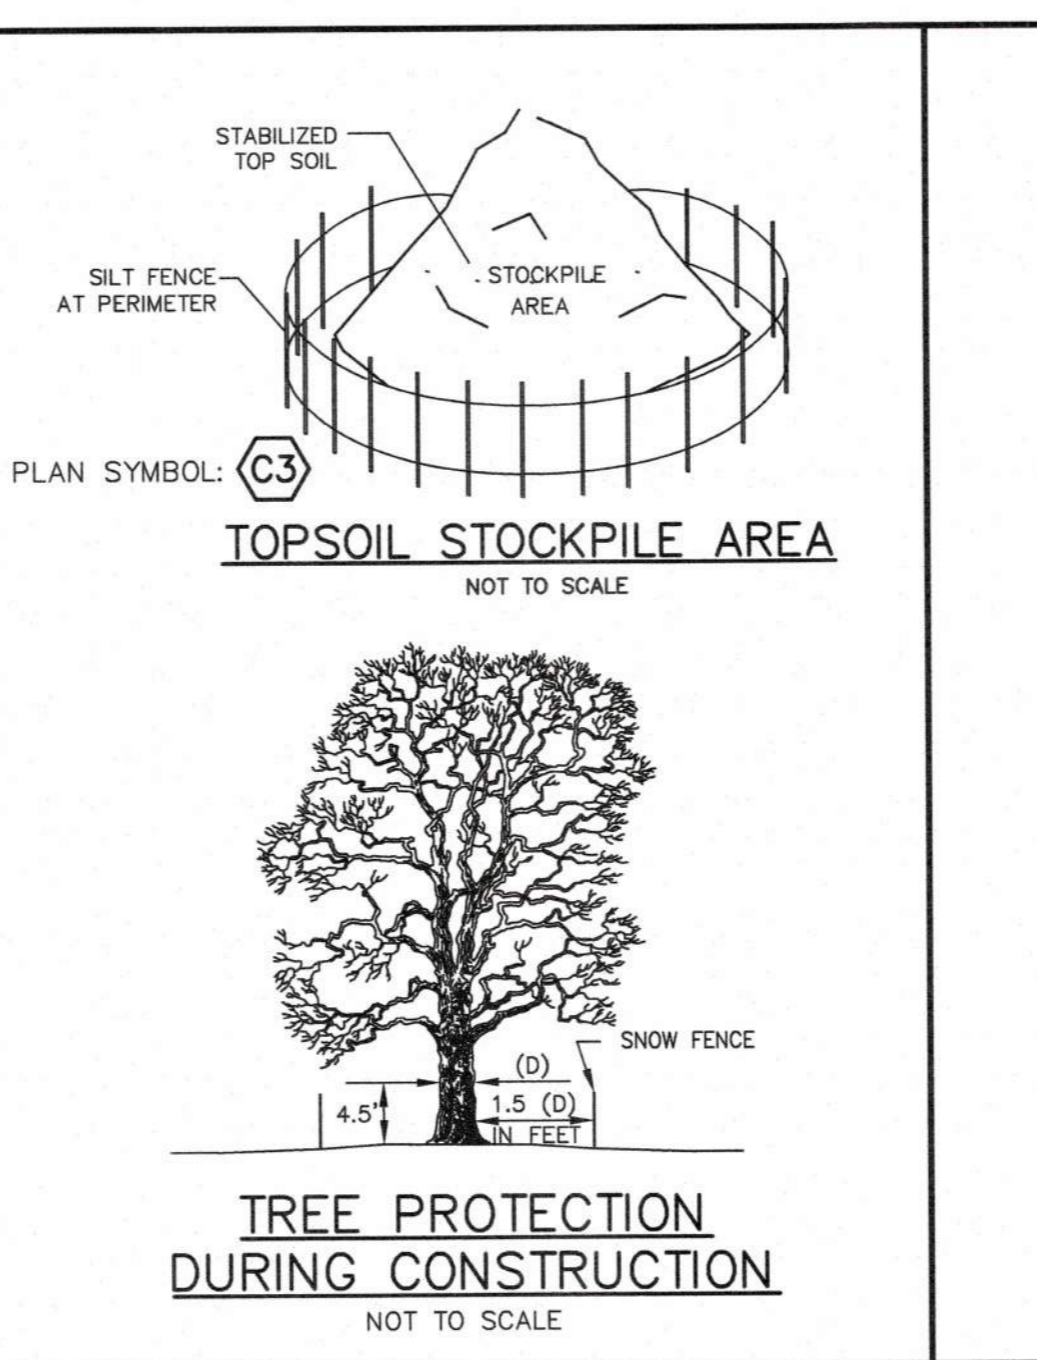 STABILIZED
TOP SOIL
SILT FENCE
AT PERIMETER
STOCKPILE
AREA
PLAN SYMBOL: C3
TOPSOIL STOCKPILE AREA
NOT TO SCALE
SNOW FENCE
(D)
4.5'
1.5 (D)
IN FEET
TREE PROTECTION
DURING CONSTRUCTION
NOT TO SCALE